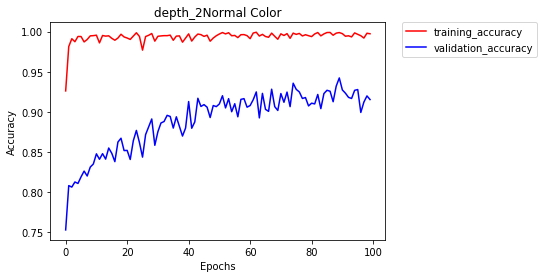 depth_2Normal Color
training_accuracy
validation_accuracy
1.00
0.95
0.90
0.85
0.80
0.75
Accuracy
0
20
40
60
80
100
Epochs